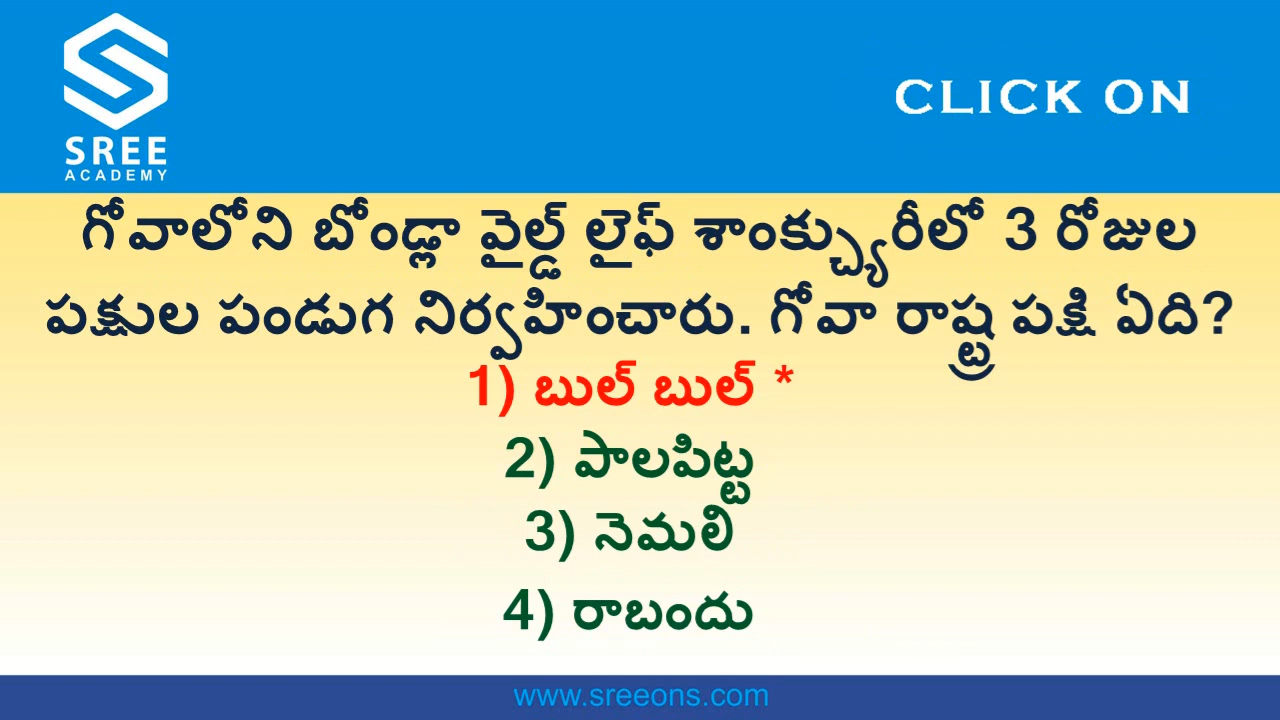 SREE
ACADEMY
CLICK ON
గోవాలోని బోండ్లా వైల్డ్ లైఫ్ శాంక్చ్యురీలో 3 రోజుల
పక్షుల పండుగ నిర్వహించారు. గోవా రాష్ట్ర పక్షి ఏది?
1) బుల్ బుల్ *
2) పాలపిట్ట
3) నెమలి
4) రాబందు
www.sreeons.com